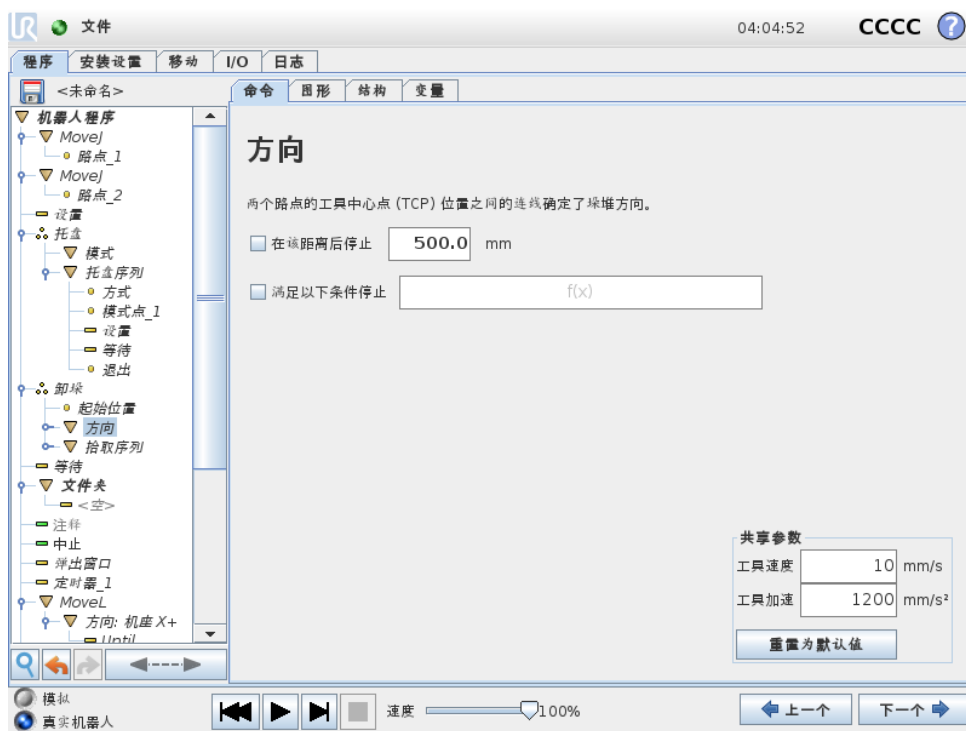 UR 文件 04:04:52 CCCC ?
程序 安装设置 移动 I/O 日志
<未命名>
命令 图形 结构 变量
机器人程序
MoveJ
路点_1
MoveJ
路点_2
设置
托盘
模式
托盘序列
方式
模式点_1
设置
等待
退出
卸垛
起始位置
方向
拾取序列
等待
文件夹
<空>
注释
中止
弹出窗口
定时器_1
MoveL
方向: 机座 X+
Until
方向
两个路点的工具中心点 (TCP) 位置之间的连线确定了垛堆方向。
在该距离后停止 500.0 mm
满足以下条件停止 f(x)
共享参数
工具速度 10 mm/s
工具加速 1200 mm/s²
重置为默认值
模拟
真实机器人
速度 100%
上一个 下一个